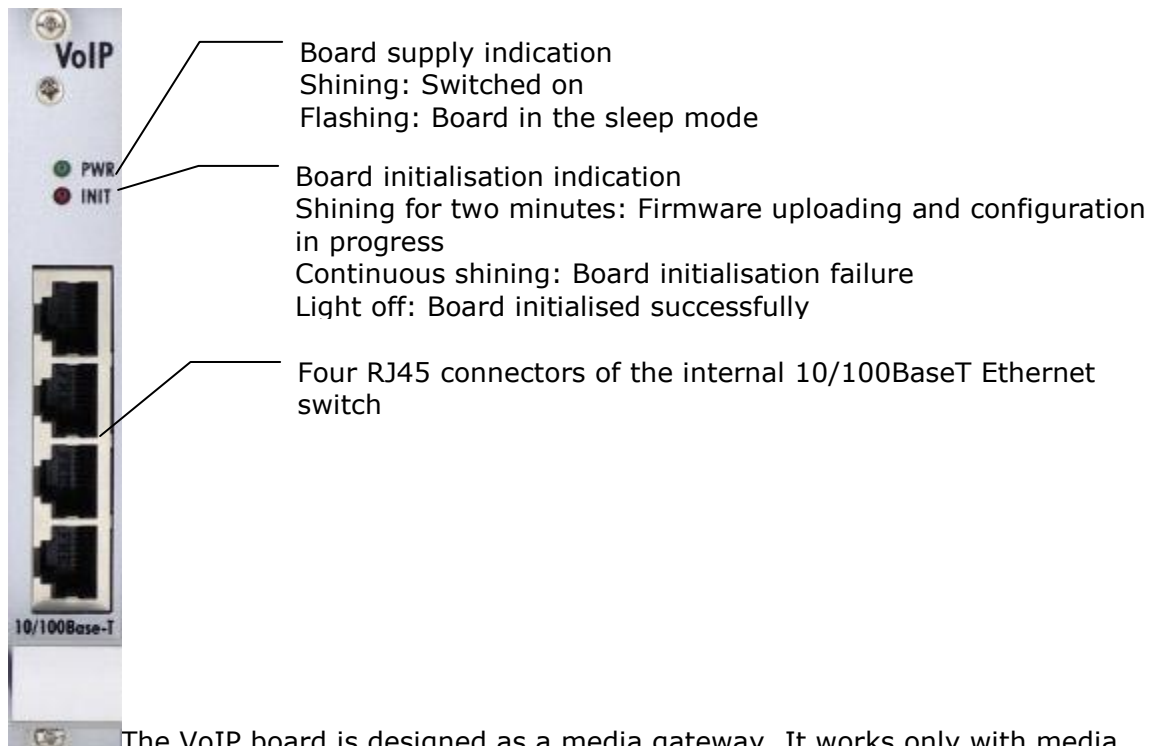 VoIP
Board supply indication
Shining: Switched on
Flashing: Board in the sleep mode
PWR
INIT
Board initialisation indication
Shining for two minutes: Firmware uploading and configuration
in progress
Continuous shining: Board initialisation failure
Light off: Board initialised successfully
Four RJ45 connectors of the internal 10/100BaseT Ethernet
switch
10/100Base-T
The VoIP board is designed as a media gateway. It works only with media